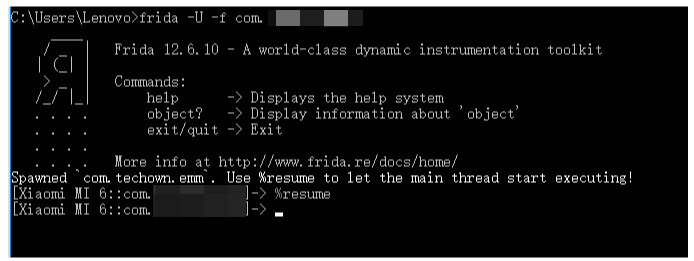 C:\Users\Lenovo>frida -U -f com.
Frida 12.6.10 - A world-class dynamic instrumentation toolkit
Commands:
help -> Displays the help system
object? -> Display information about 'object'
exit/quit -> Exit
More info at http://www.frida.re/docs/home/
Spawned `com.techown.emm`. Use %resume to let the main thread start executing!
[Xiaomi MI 6::com. ]-> %resume
[Xiaomi MI 6::com. ]->